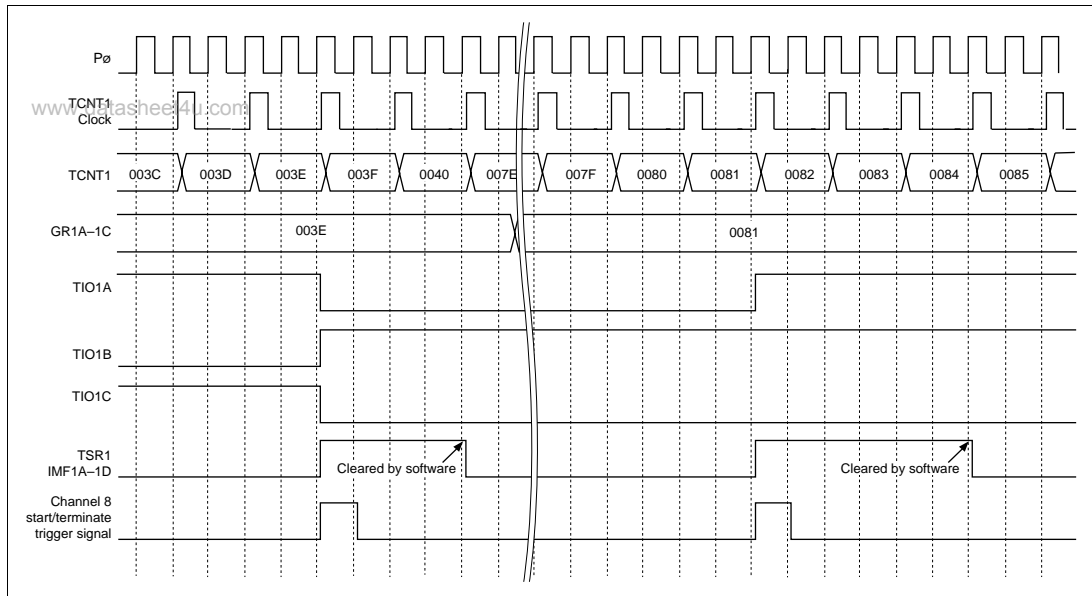 Pø
www.datasheet4u.com
TCNT1
Clock
TCNT1
003C 003D 003E 003F 0040 007E 007F 0080 0081 0082 0083 0084 0085
GR1A–1C
003E 0081
TIO1A
TIO1B
TIO1C
TSR1
IMF1A–1D
Cleared by software Cleared by software
Channel 8
start/terminate
trigger signal